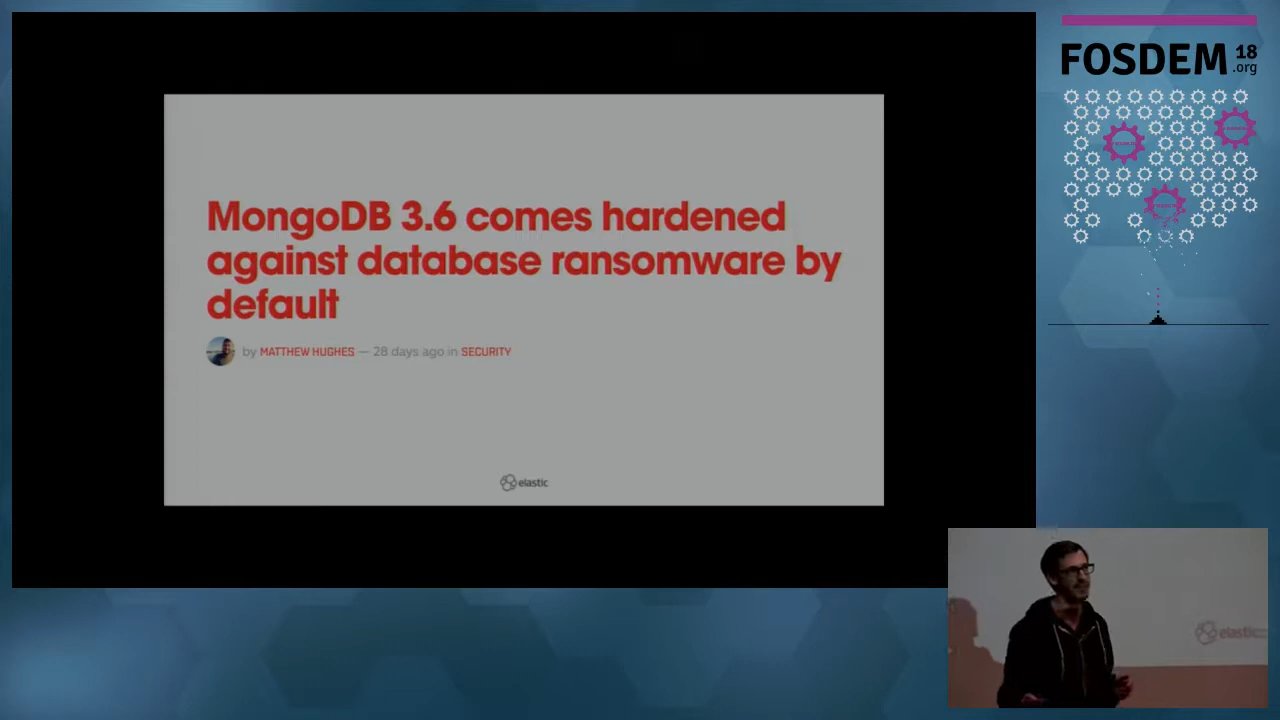 MongoDB 3.6 comes hardened
against database ransomware by
default
by MATTHEW HUGHES — 28 days ago in SECURITY
elastic
FOSDEM 18
.org
elastic